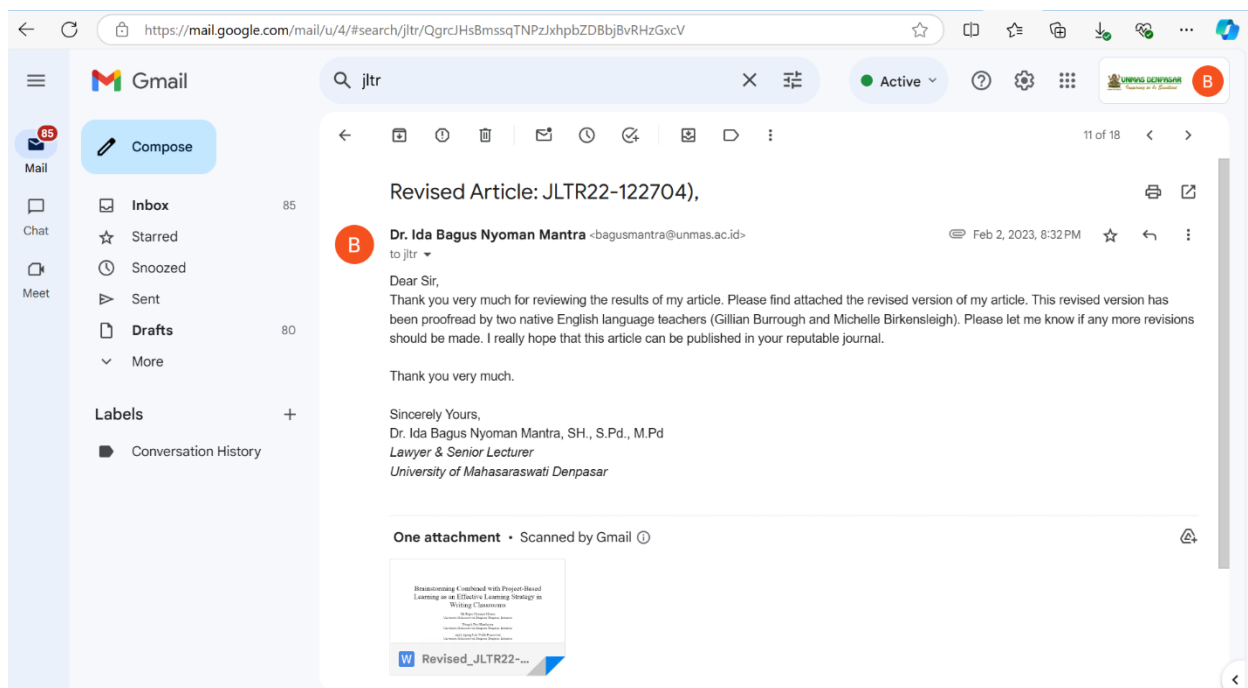 https://mail.google.com/mail/u/4/#search/jltr/QgrcJHsBmssqTNPzJxhpbZDBbjBvRHzGxcV
Gmail
jltr
Active
UNMAS DENPASAR
B
85
Mail
Chat
Meet
Compose
Inbox 85
Starred
Snoozed
Sent
Drafts 80
More
Labels
Conversation History
11 of 18
Revised Article: JLTR22-122704),
B
Dr. Ida Bagus Nyoman Mantra <bagusmantra@unmas.ac.id>
Feb 2, 2023, 8:32 PM
to jltr
Dear Sir,
Thank you very much for reviewing the results of my article. Please find attached the revised version of my article. This revised version has
been proofread by two native English language teachers (Gillian Burrough and Michelle Birkensleigh). Please let me know if any more revisions
should be made. I really hope that this article can be published in your reputable journal.
Thank you very much.
Sincerely Yours,
Dr. Ida Bagus Nyoman Mantra, SH., S.Pd., M.Pd
Lawyer & Senior Lecturer
University of Mahasaraswati Denpasar
One attachment • Scanned by Gmail
Brainstorming Combined with Project-Based
Learning as an Effective Learning Strategy in
Writing Classrooms
W Revised_JLTR22-...